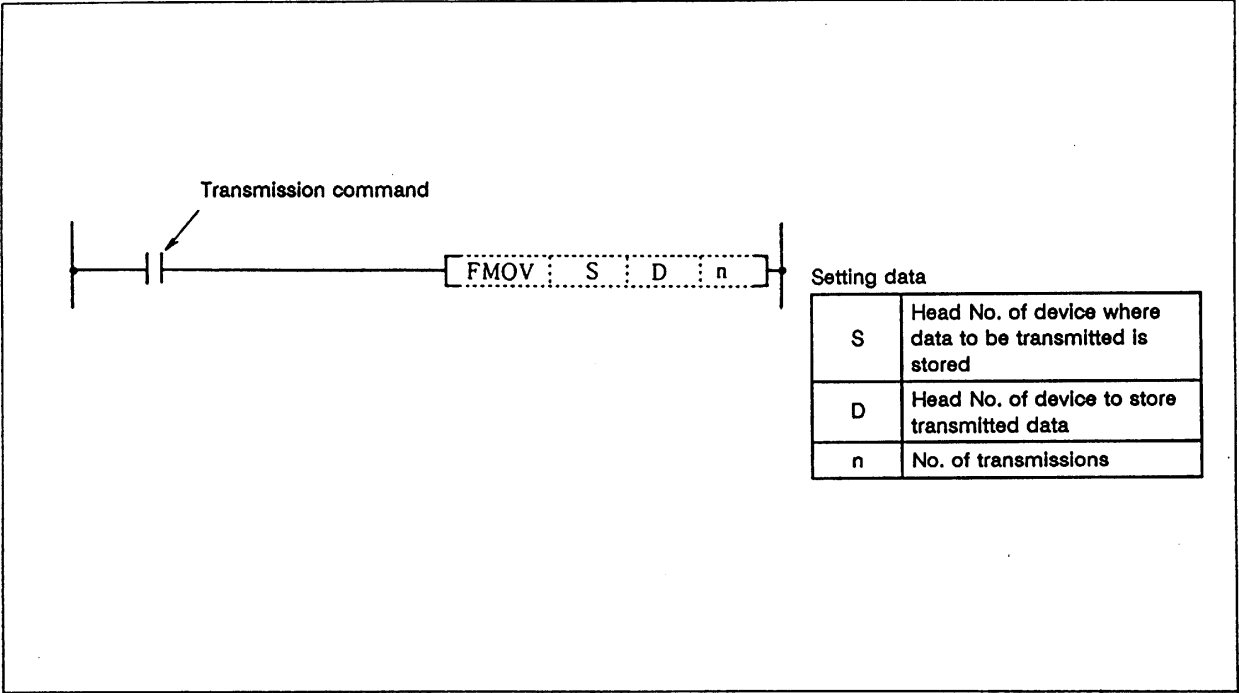 Transmission command
FMOV S D n
Setting data
S
Head No. of device where
data to be transmitted is
stored
D
Head No. of device to store
transmitted data
n
No. of transmissions